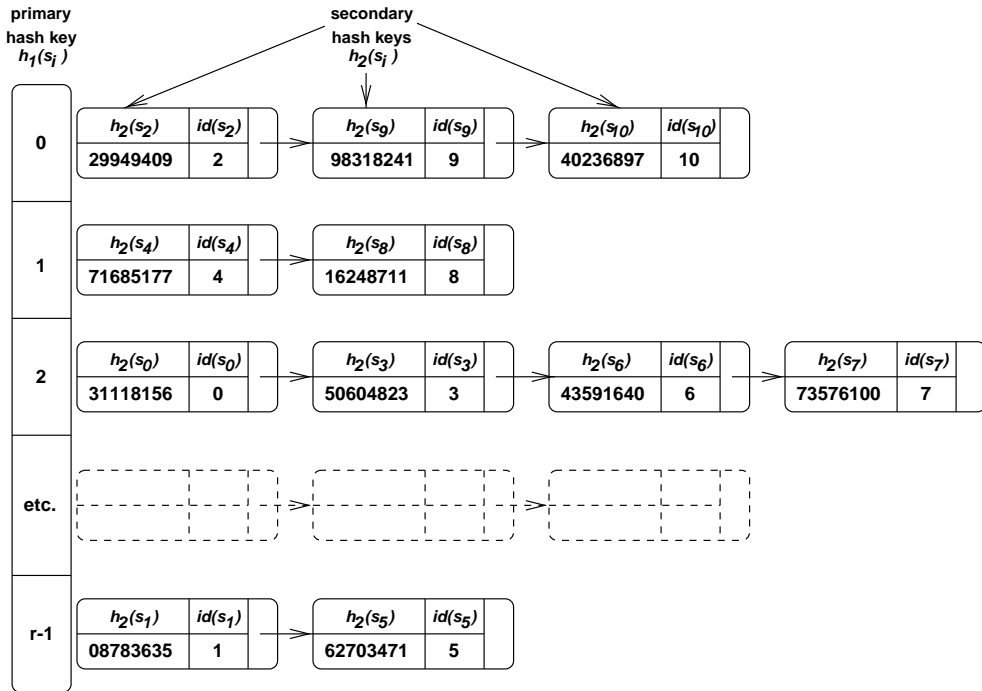 primary
hash key
h1(si)
secondary
hash keys
h2(si)
0
h2(s2) id(s2)
29949409 2
h2(s9) id(s9)
98318241 9
h2(s10) id(s10)
40236897 10
1
h2(s4) id(s4)
71685177 4
h2(s8) id(s8)
16248711 8
2
h2(s0) id(s0)
31118156 0
h2(s3) id(s3)
50604823 3
h2(s6) id(s6)
43591640 6
h2(s7) id(s7)
73576100 7
etc.
r-1
h2(s1) id(s1)
08783635 1
h2(s5) id(s5)
62703471 5